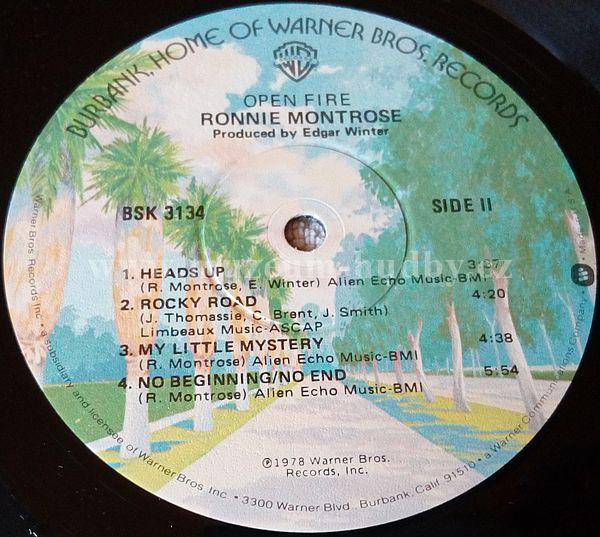 BURBANK, HOME OF WARNER BROS. RECORDS
OPEN FIRE
RONNIE MONTROSE
Produced by Edgar Winter
BSK 3134
SIDE II
1. HEADS UP 3:37
(R. Montrose, E. Winter) Alien Echo Music-BMI
2. ROCKY ROAD 4:20
(J. Thomassie, C. Brent, J. Smith)
Limbeaux Music-ASCAP
3. MY LITTLE MYSTERY 4:38
(R. Montrose) Alien Echo Music-BMI
4. NO BEGINNING/NO END 5:54
(R. Montrose) Alien Echo Music-BMI
℗1978 Warner Bros.
Records, Inc.
Warner Bros. Records Inc. • a subsidiary and licensee of Warner Bros. Inc. • 3300 Warner Blvd., Burbank, Calif. 91510 • a Warner Communications Company •